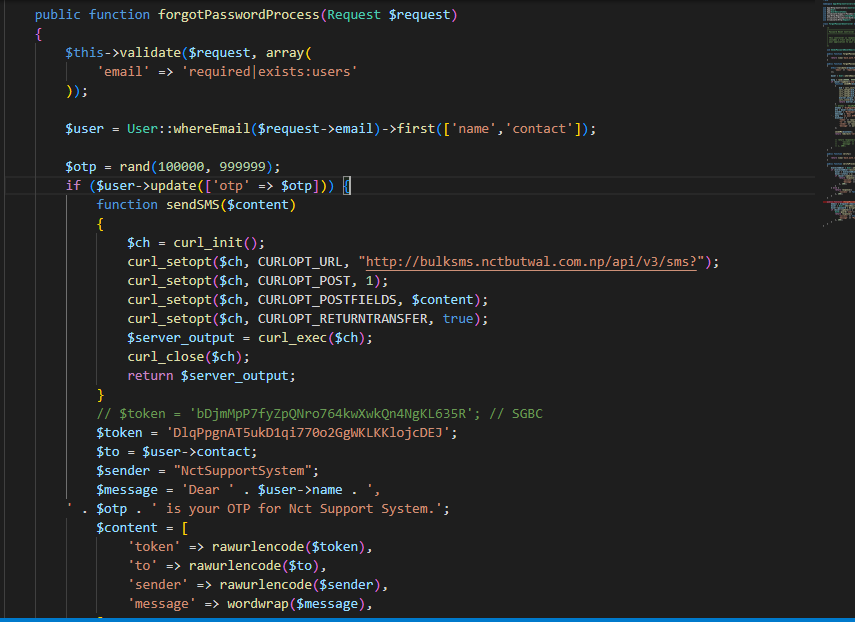 public function forgotPasswordProcess(Request $request)
{
    $this->validate($request, array(
        'email' => 'required|exists:users'
    ));

    $user = User::whereEmail($request->email)->first(['name','contact']);

    $otp = rand(100000, 999999);
    if ($user->update(['otp' => $otp])) {
        function sendSMS($content)
        {
            $ch = curl_init();
            curl_setopt($ch, CURLOPT_URL, "http://bulksms.nctbutwal.com.np/api/v3/sms?");
            curl_setopt($ch, CURLOPT_POST, 1);
            curl_setopt($ch, CURLOPT_POSTFIELDS, $content);
            curl_setopt($ch, CURLOPT_RETURNTRANSFER, true);
            $server_output = curl_exec($ch);
            curl_close($ch);
            return $server_output;
        }
        // $token = 'bDjmMpP7fyZpQNro764kwXwkQn4NgKL635R'; // SGBC
        $token = 'DlqPpgnAT5ukD1qi770o2GgWKLKKlojcDEJ';
        $to = $user->contact;
        $sender = "NctSupportSystem";
        $message = 'Dear ' . $user->name . ',
    ' . $otp . ' is your OTP for Nct Support System.';
        $content = [
            'token' => rawurlencode($token),
            'to' => rawurlencode($to),
            'sender' => rawurlencode($sender),
            'message' => wordwrap($message),